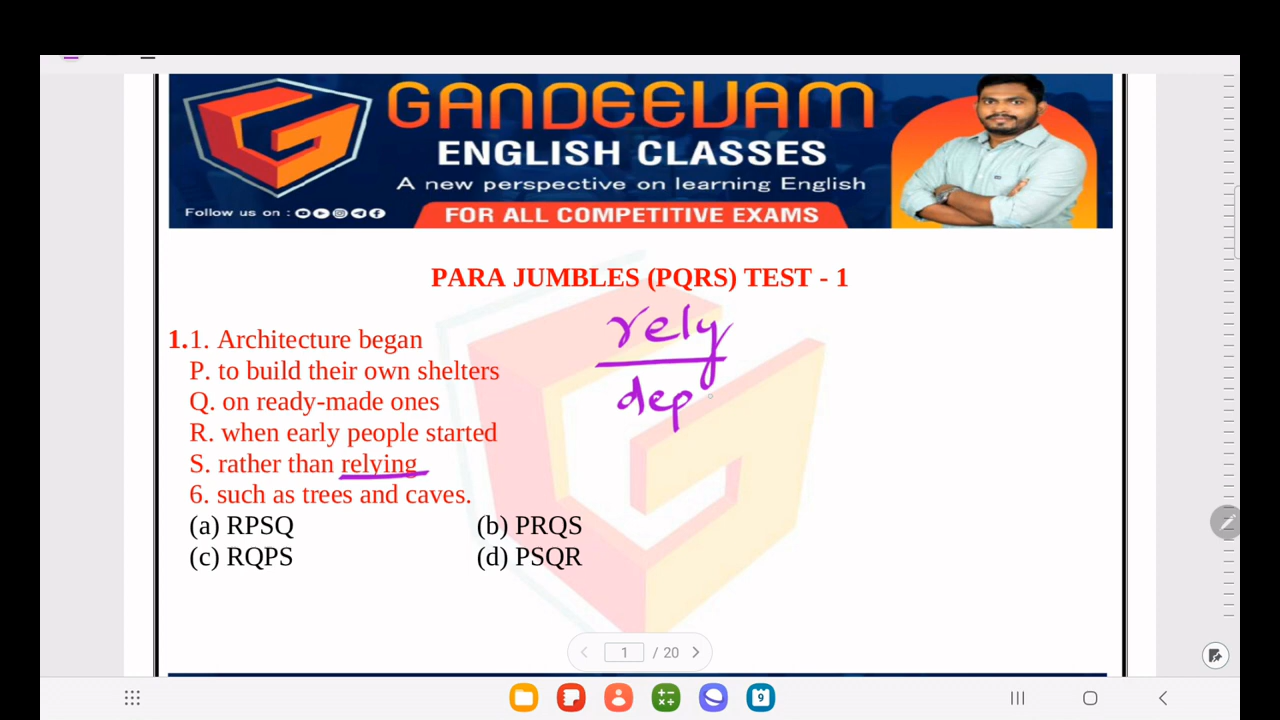 GANDEEVAM
ENGLISH CLASSES
A new perspective on learning English
Follow us on :
FOR ALL COMPETITIVE EXAMS
PARA JUMBLES (PQRS) TEST - 1
1.1. Architecture began
P. to build their own shelters
Q. on ready-made ones
R. when early people started
S. rather than relying
6. such as trees and caves.
(a) RPSQ (b) PRQS
(c) RQPS (d) PSQR
rely
dep
1 / 20
9